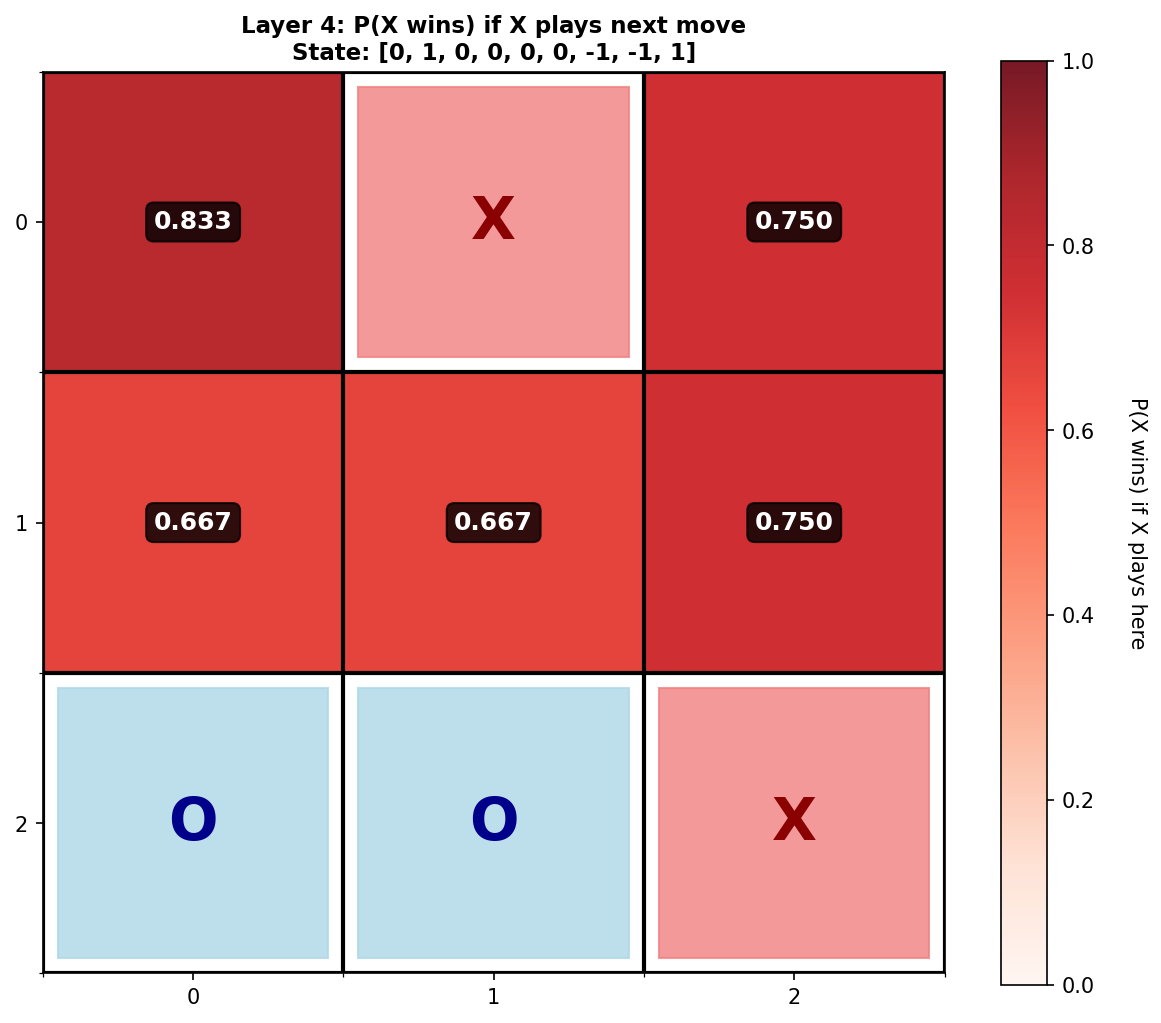 Layer 4: P(X wins) if X plays next move
State: [0, 1, 0, 0, 0, 0, -1, -1, 1]
0
0.833
X
0.750
1
0.667
0.667
0.750
2
O
O
X
0
1
2
1.0
0.8
0.6
0.4
0.2
0.0
P(X wins) if X plays here